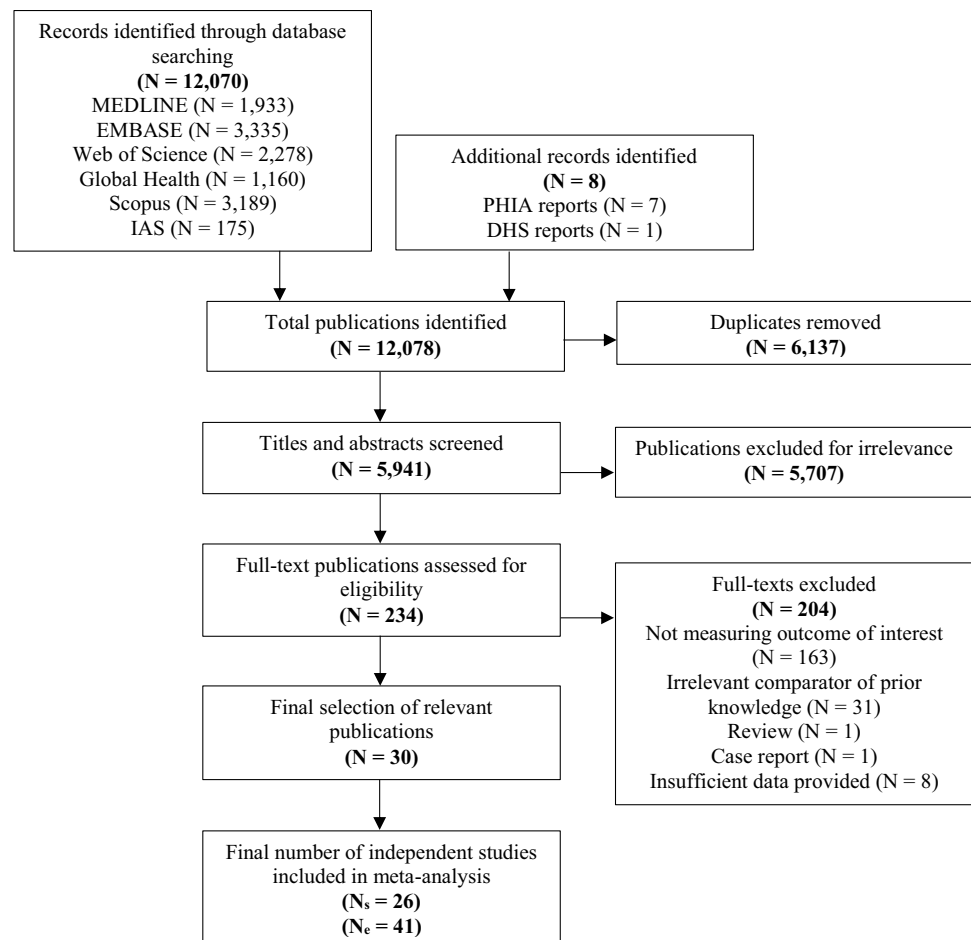 Records identified through database
searching
(N = 12,070)
MEDLINE (N = 1,933)
EMBASE (N = 3,335)
Web of Science (N = 2,278)
Global Health (N = 1,160)
Scopus (N = 3,189)
IAS (N = 175)
Additional records identified
(N = 8)
PHIA reports (N = 7)
DHS reports (N = 1)
Total publications identified
(N = 12,078)
Duplicates removed
(N = 6,137)
Titles and abstracts screened
(N = 5,941)
Publications excluded for irrelevance
(N = 5,707)
Full-text publications assessed for
eligibility
(N = 234)
Full-texts excluded
(N = 204)
Not measuring outcome of interest
(N = 163)
Irrelevant comparator of prior
knowledge (N = 31)
Review (N = 1)
Case report (N = 1)
Insufficient data provided (N = 8)
Final selection of relevant
publications
(N = 30)
Final number of independent studies
included in meta-analysis
(Nₛ = 26)
(Nₑ = 41)